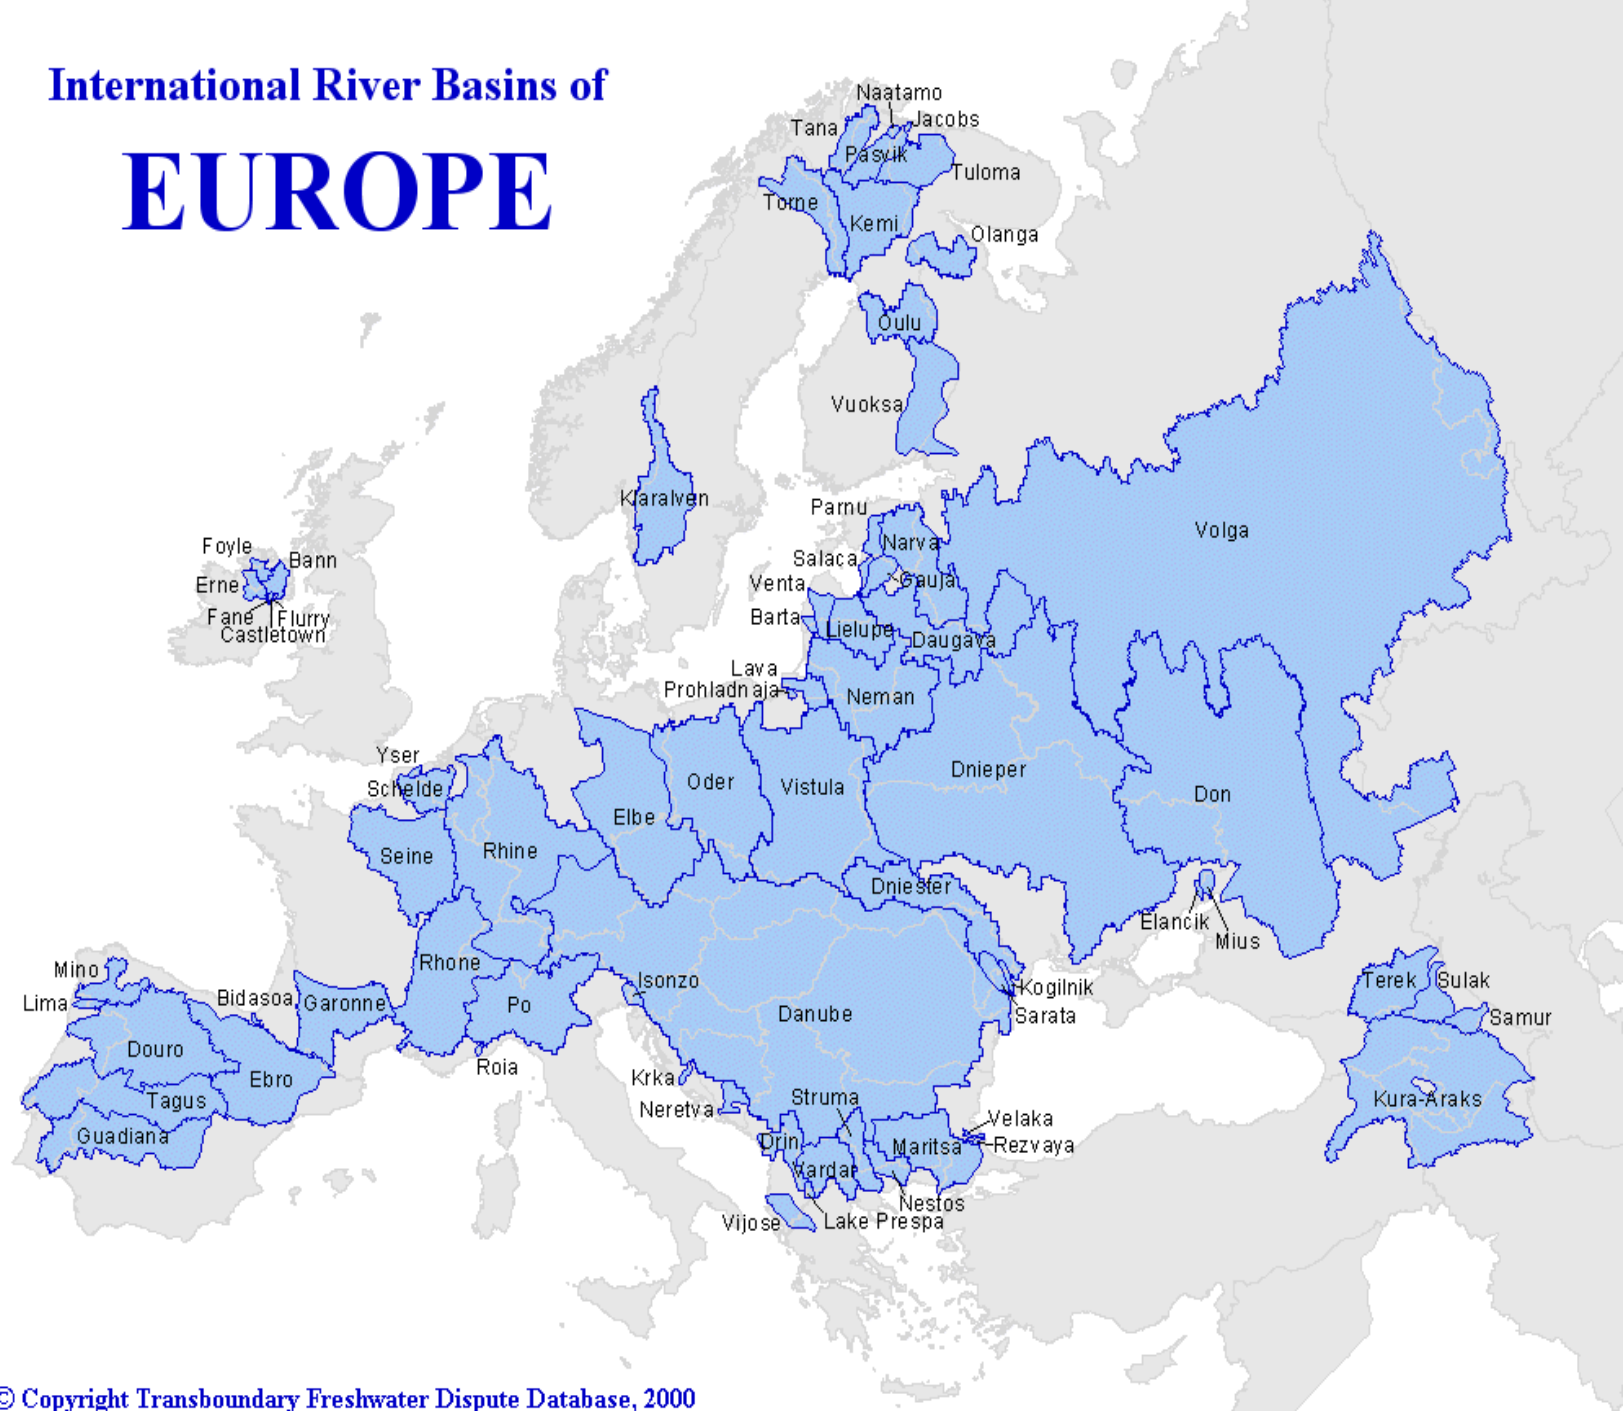 International River Basins of
EUROPE
Naatamo
Jacobs
Tana
Pasvik
Tuloma
Torne
Kemi
Olanga
Oulu
Vuoksa
Klaralven
Parnu
Narva
Volga
Foyle
Bann
Salaca
Gauja
Erne
Venta
Fane
Flurry
Barta
Castletown
Lielupe
Daugava
Lava
Prohladnaja
Neman
Yser
Schelde
Oder
Vistula
Dnieper
Don
Elbe
Seine
Rhine
Dniester
Elancik
Mius
Mino
Rhone
Isonzo
Terek
Sulak
Lima
Bidasoa
Garonne
Po
Kogilnik
Danube
Sarata
Samur
Douro
Roia
Ebro
Krka
Tagus
Neretva
Struma
Kura-Araks
Velaka
Guadiana
Drin
Maritsa
Rezvaya
Vardar
Nestos
Vijose
Lake Prespa
© Copyright Transboundary Freshwater Dispute Database, 2000